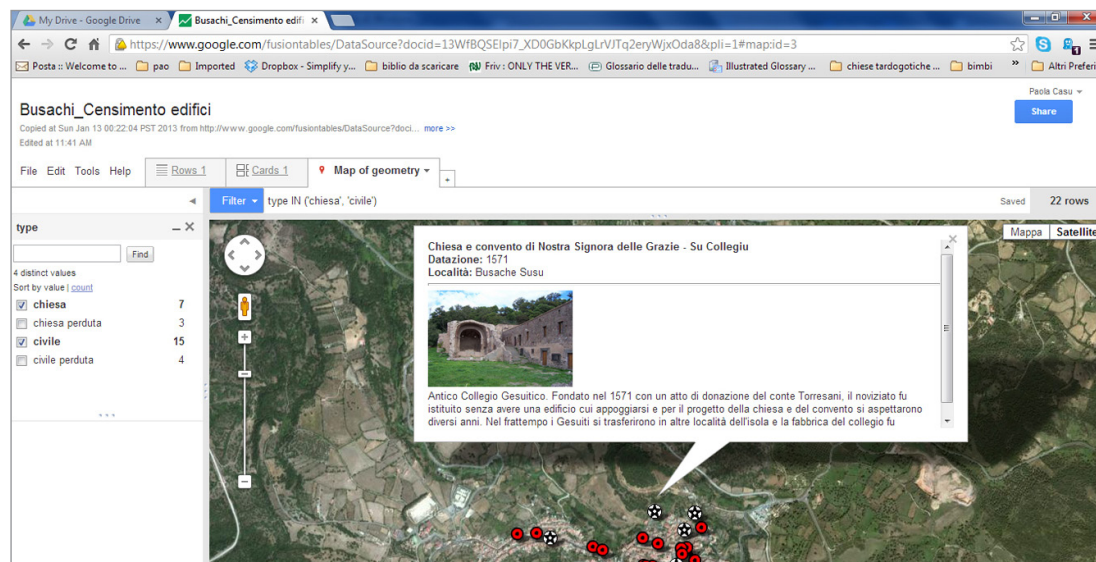 My Drive - Google Drive
Busachi_Censimento edifi
https://www.google.com/fusiontables/DataSource?docid=13WfBQSElpi7_XD0GbKkpLgLrVJTq2eryWjxOda8&pli=1#map:id=3
Posta :: Welcome to ... pao Imported Dropbox - Simplify y... biblio da scaricare Friv : ONLY THE VER... Glossario delle tradu... Illustrated Glossary ... chiese tardogotiche ... bimbi » Altri Preferi
Paola Casu
Busachi_Censimento edifici
Share
Copied at Sun Jan 13 00:22:04 PST 2013 from http://www.google.com/fusiontables/DataSource?doci... more >>
Edited at 11:41 AM
File Edit Tools Help Rows 1 Cards 1 Map of geometry +
Filter type IN ('chiesa', 'civile') Saved 22 rows
type
Find
4 distinct values
Sort by value | count
chiesa 7
chiesa perduta 3
civile 15
civile perduta 4
Mappa Satellite
Chiesa e convento di Nostra Signora delle Grazie - Su Collegiu
Datazione: 1571
Località: Busache Susu
Antico Collegio Gesuitico. Fondato nel 1571 con un atto di donazione del conte Torresani, il noviziato fu
istituito senza avere una edificio cui appoggiarsi e per il progetto della chiesa e del convento si aspettarono
diversi anni. Nel frattempo i Gesuiti si trasferirono in altre località dell'isola e la fabbrica del collegio fu